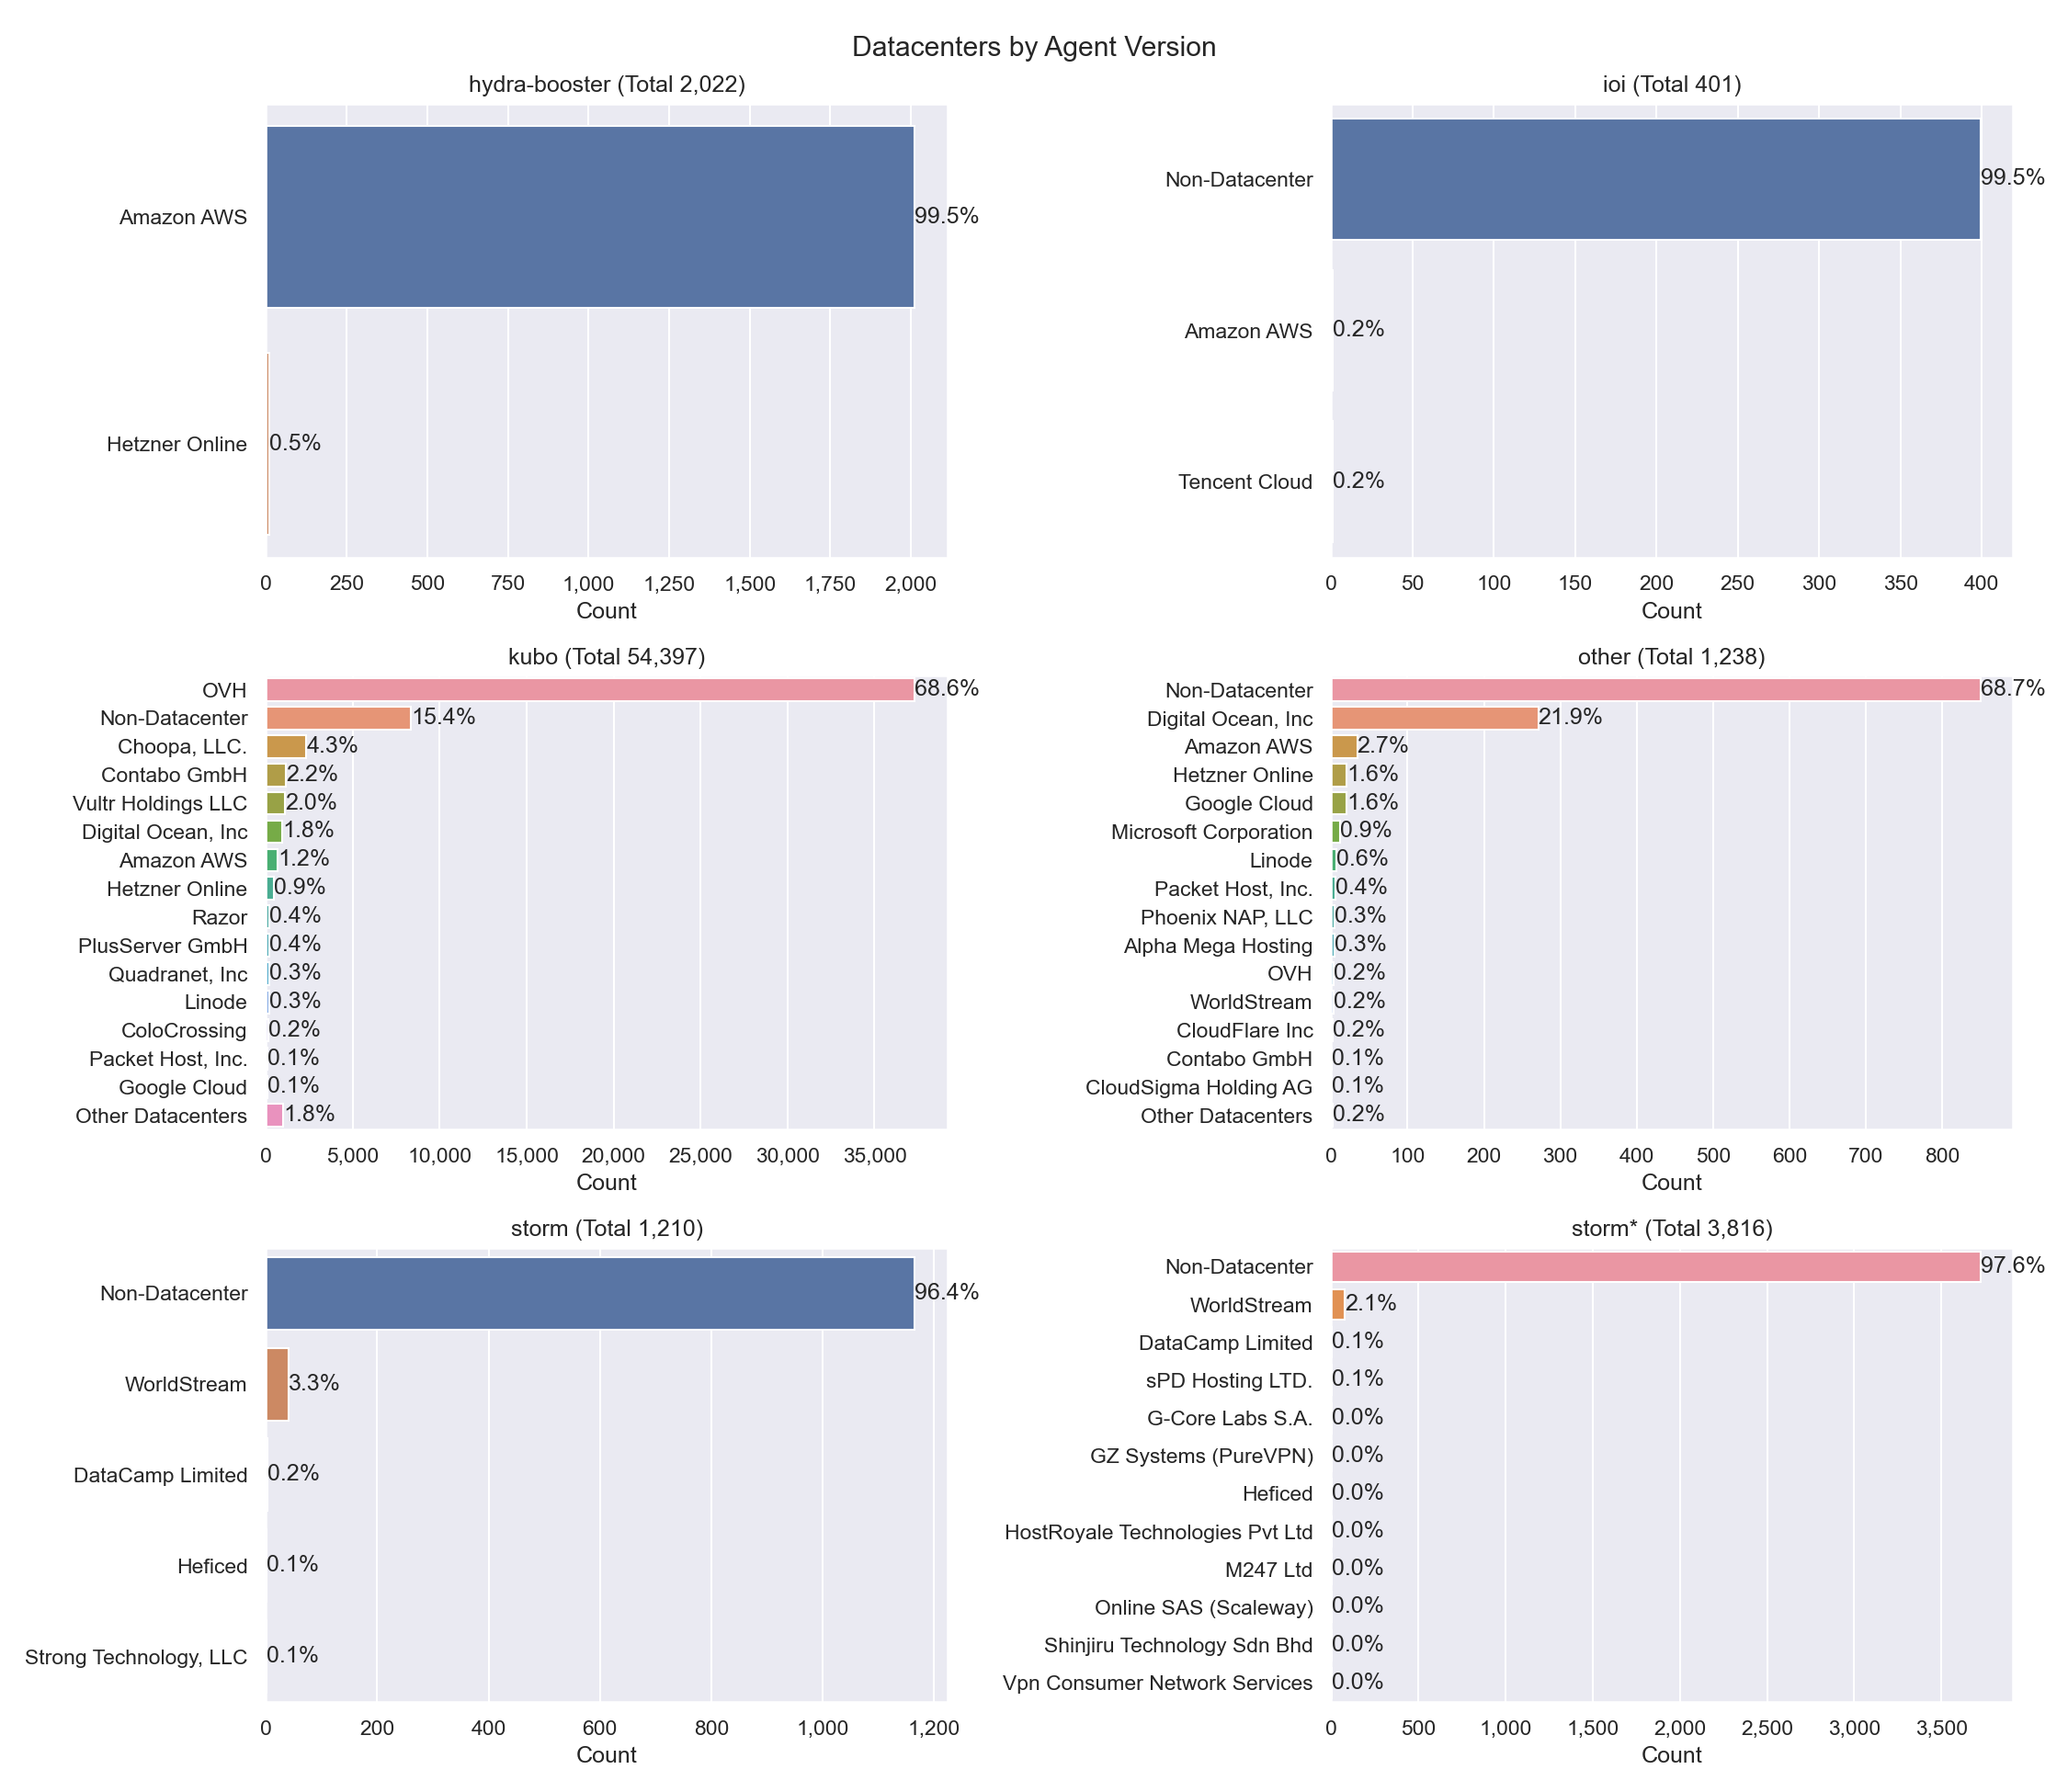 Datacenters by Agent Version
hydra-booster (Total 2,022)
Amazon AWS
99.5%
Hetzner Online
0.5%
0 250 500 750 1,000 1,250 1,500 1,750 2,000
Count
ioi (Total 401)
Non-Datacenter
99.5%
Amazon AWS
0.2%
Tencent Cloud
0.2%
0 50 100 150 200 250 300 350 400
Count
kubo (Total 54,397)
OVH 68.6%
Non-Datacenter 15.4%
Choopa, LLC. 4.3%
Contabo GmbH 2.2%
Vultr Holdings LLC 2.0%
Digital Ocean, Inc 1.8%
Amazon AWS 1.2%
Hetzner Online 0.9%
Razor 0.4%
PlusServer GmbH 0.4%
Quadranet, Inc 0.3%
Linode 0.3%
ColoCrossing 0.2%
Packet Host, Inc. 0.1%
Google Cloud 0.1%
Other Datacenters 1.8%
0 5,000 10,000 15,000 20,000 25,000 30,000 35,000
Count
other (Total 1,238)
Non-Datacenter 68.7%
Digital Ocean, Inc 21.9%
Amazon AWS 2.7%
Hetzner Online 1.6%
Google Cloud 1.6%
Microsoft Corporation 0.9%
Linode 0.6%
Packet Host, Inc. 0.4%
Phoenix NAP, LLC 0.3%
Alpha Mega Hosting 0.3%
OVH 0.2%
WorldStream 0.2%
CloudFlare Inc 0.2%
Contabo GmbH 0.1%
CloudSigma Holding AG 0.1%
Other Datacenters 0.2%
0 100 200 300 400 500 600 700 800
Count
storm (Total 1,210)
Non-Datacenter 96.4%
WorldStream 3.3%
DataCamp Limited 0.2%
Heficed 0.1%
Strong Technology, LLC 0.1%
0 200 400 600 800 1,000 1,200
Count
storm* (Total 3,816)
Non-Datacenter 97.6%
WorldStream 2.1%
DataCamp Limited 0.1%
sPD Hosting LTD. 0.1%
G-Core Labs S.A. 0.0%
GZ Systems (PureVPN) 0.0%
Heficed 0.0%
HostRoyale Technologies Pvt Ltd 0.0%
M247 Ltd 0.0%
Online SAS (Scaleway) 0.0%
Shinjiru Technology Sdn Bhd 0.0%
Vpn Consumer Network Services 0.0%
0 500 1,000 1,500 2,000 2,500 3,000 3,500
Count